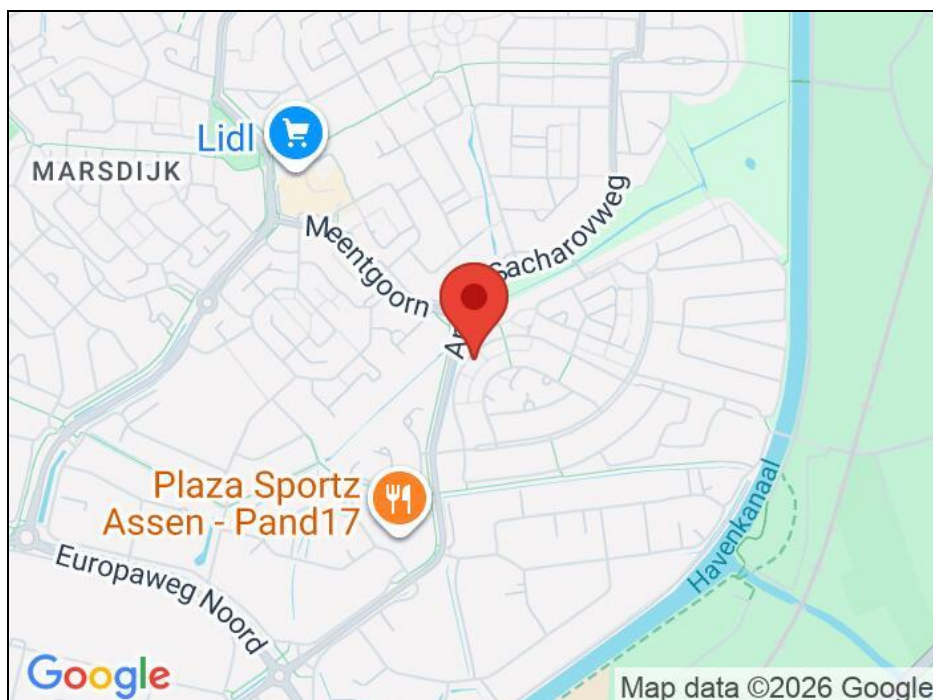 Lidl
MARSDIJK
Meentgoorn
Sacharovweg
Plaza Sportz
Assen - Pand17
Havenkanaal
Europaweg Noord
Google
Map data ©2026 Google